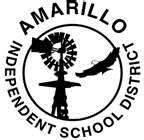 AMARILLO
INDEPENDENT SCHOOL DISTRICT